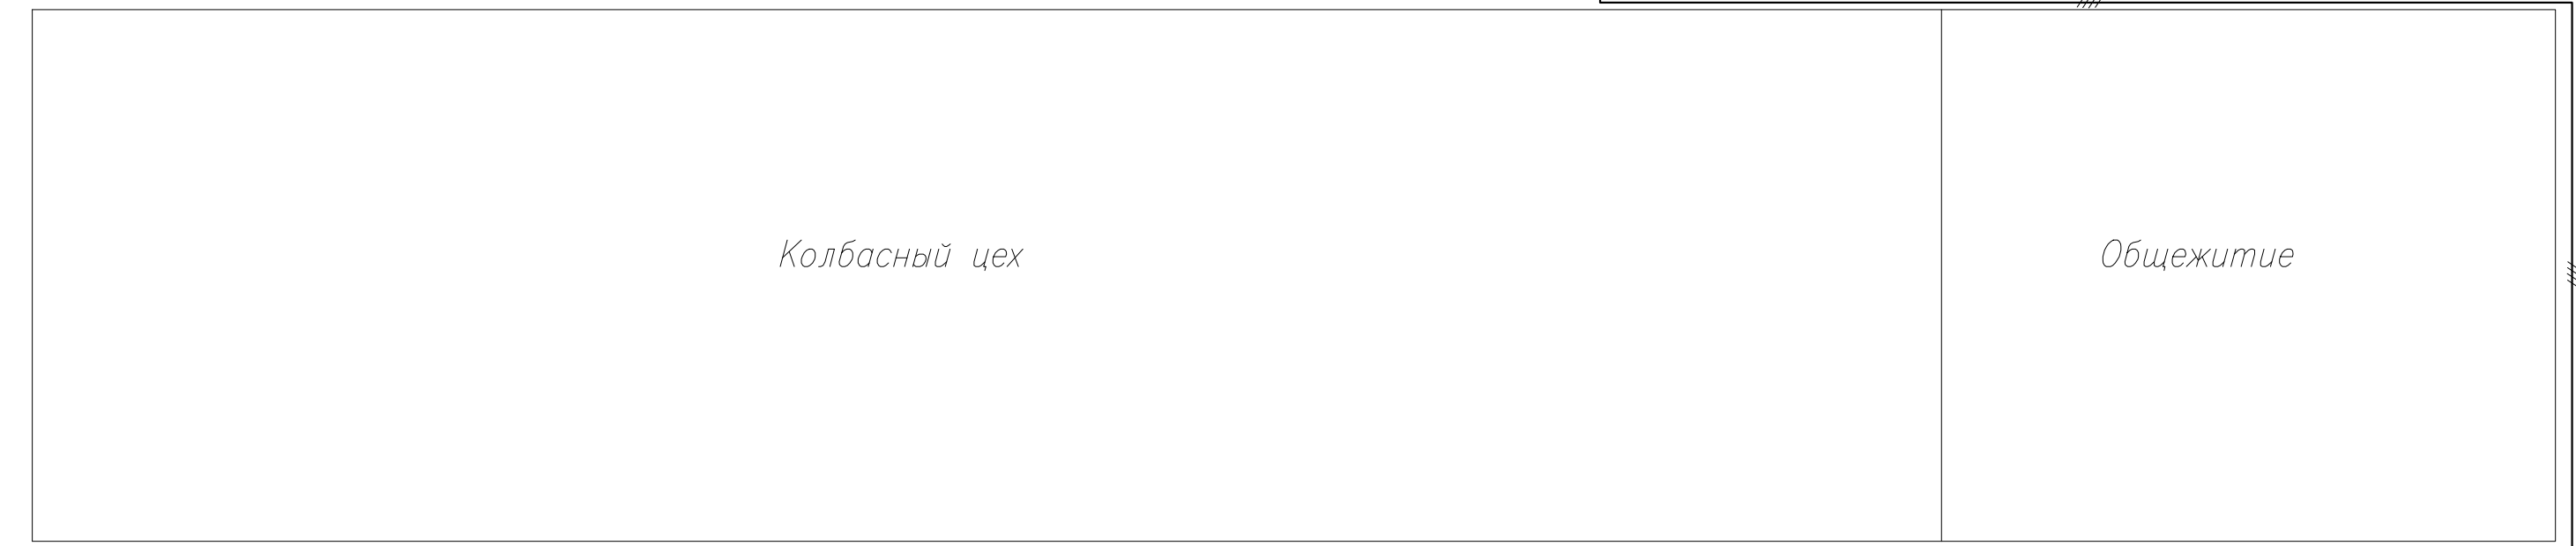 Колбасный цех
Общежитие